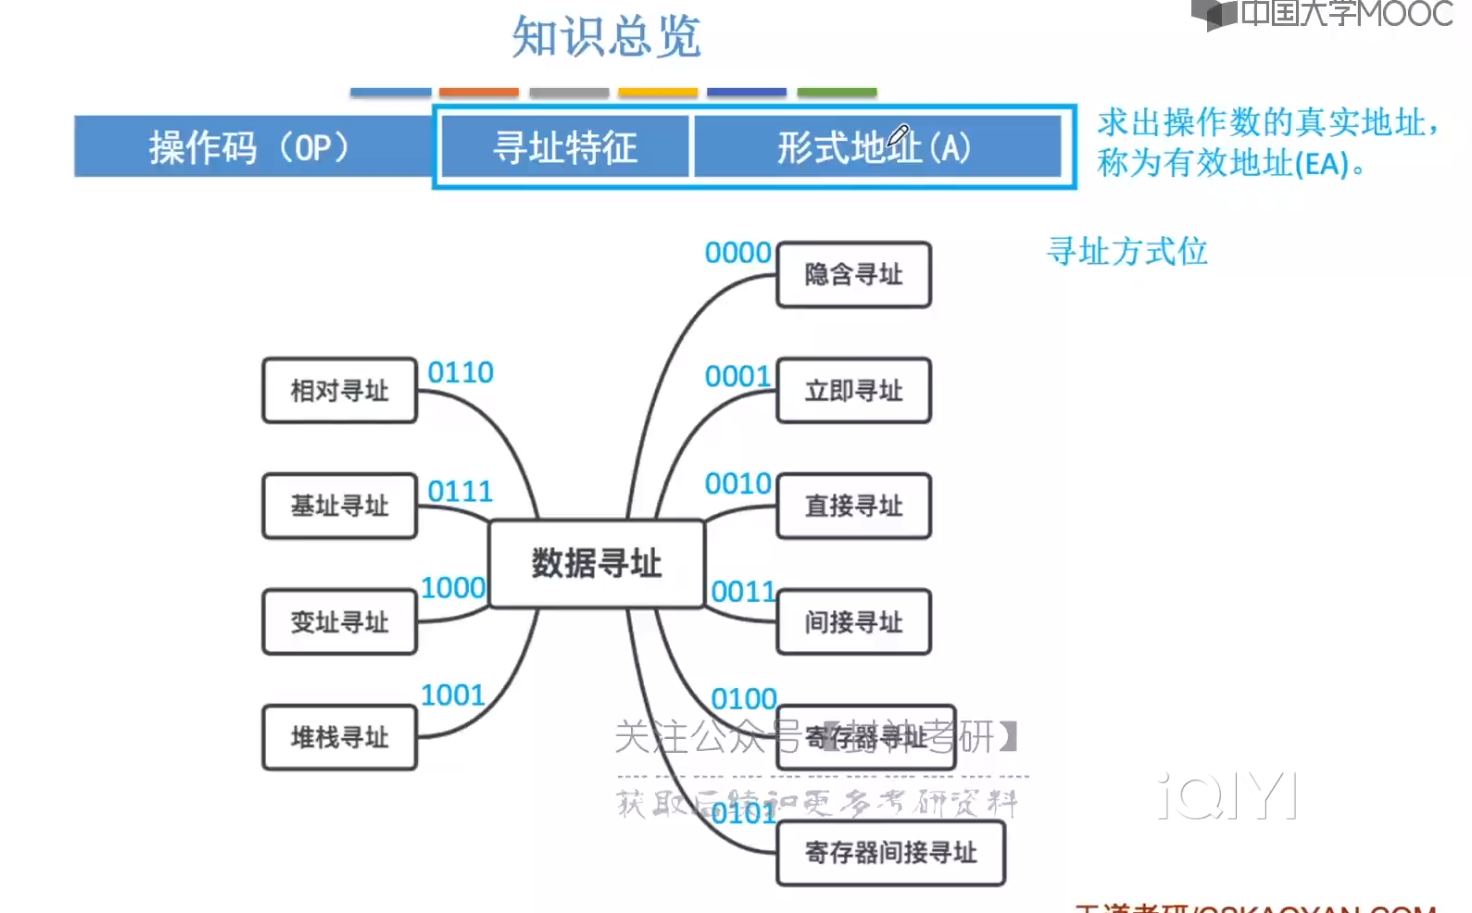 中国大学MOOC
知识总览
操作码（OP） 寻址特征 形式地址(A)
求出操作数的真实地址，
称为有效地址(EA)。
寻址方式位
0000 隐含寻址
相对寻址 0110
0001 立即寻址
基址寻址 0111
0010 直接寻址
数据寻址
变址寻址 1000
0011 间接寻址
堆栈寻址 1001
0100 寄存器寻址
关注公众号【封神考研】
获取后续和更多考研资料
0101 寄存器间接寻址
iQIYI
王道考研/CSKAOYAN.COM